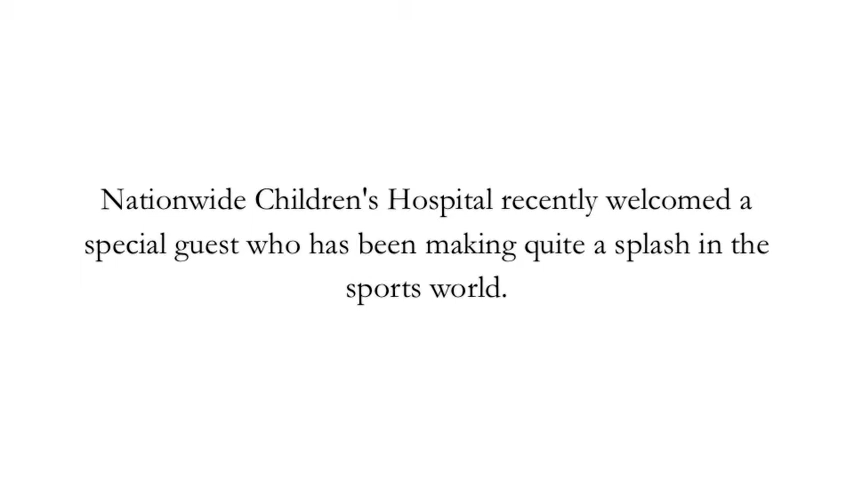 Nationwide Children's Hospital recently welcomed a
special guest who has been making quite a splash in the
sports world.